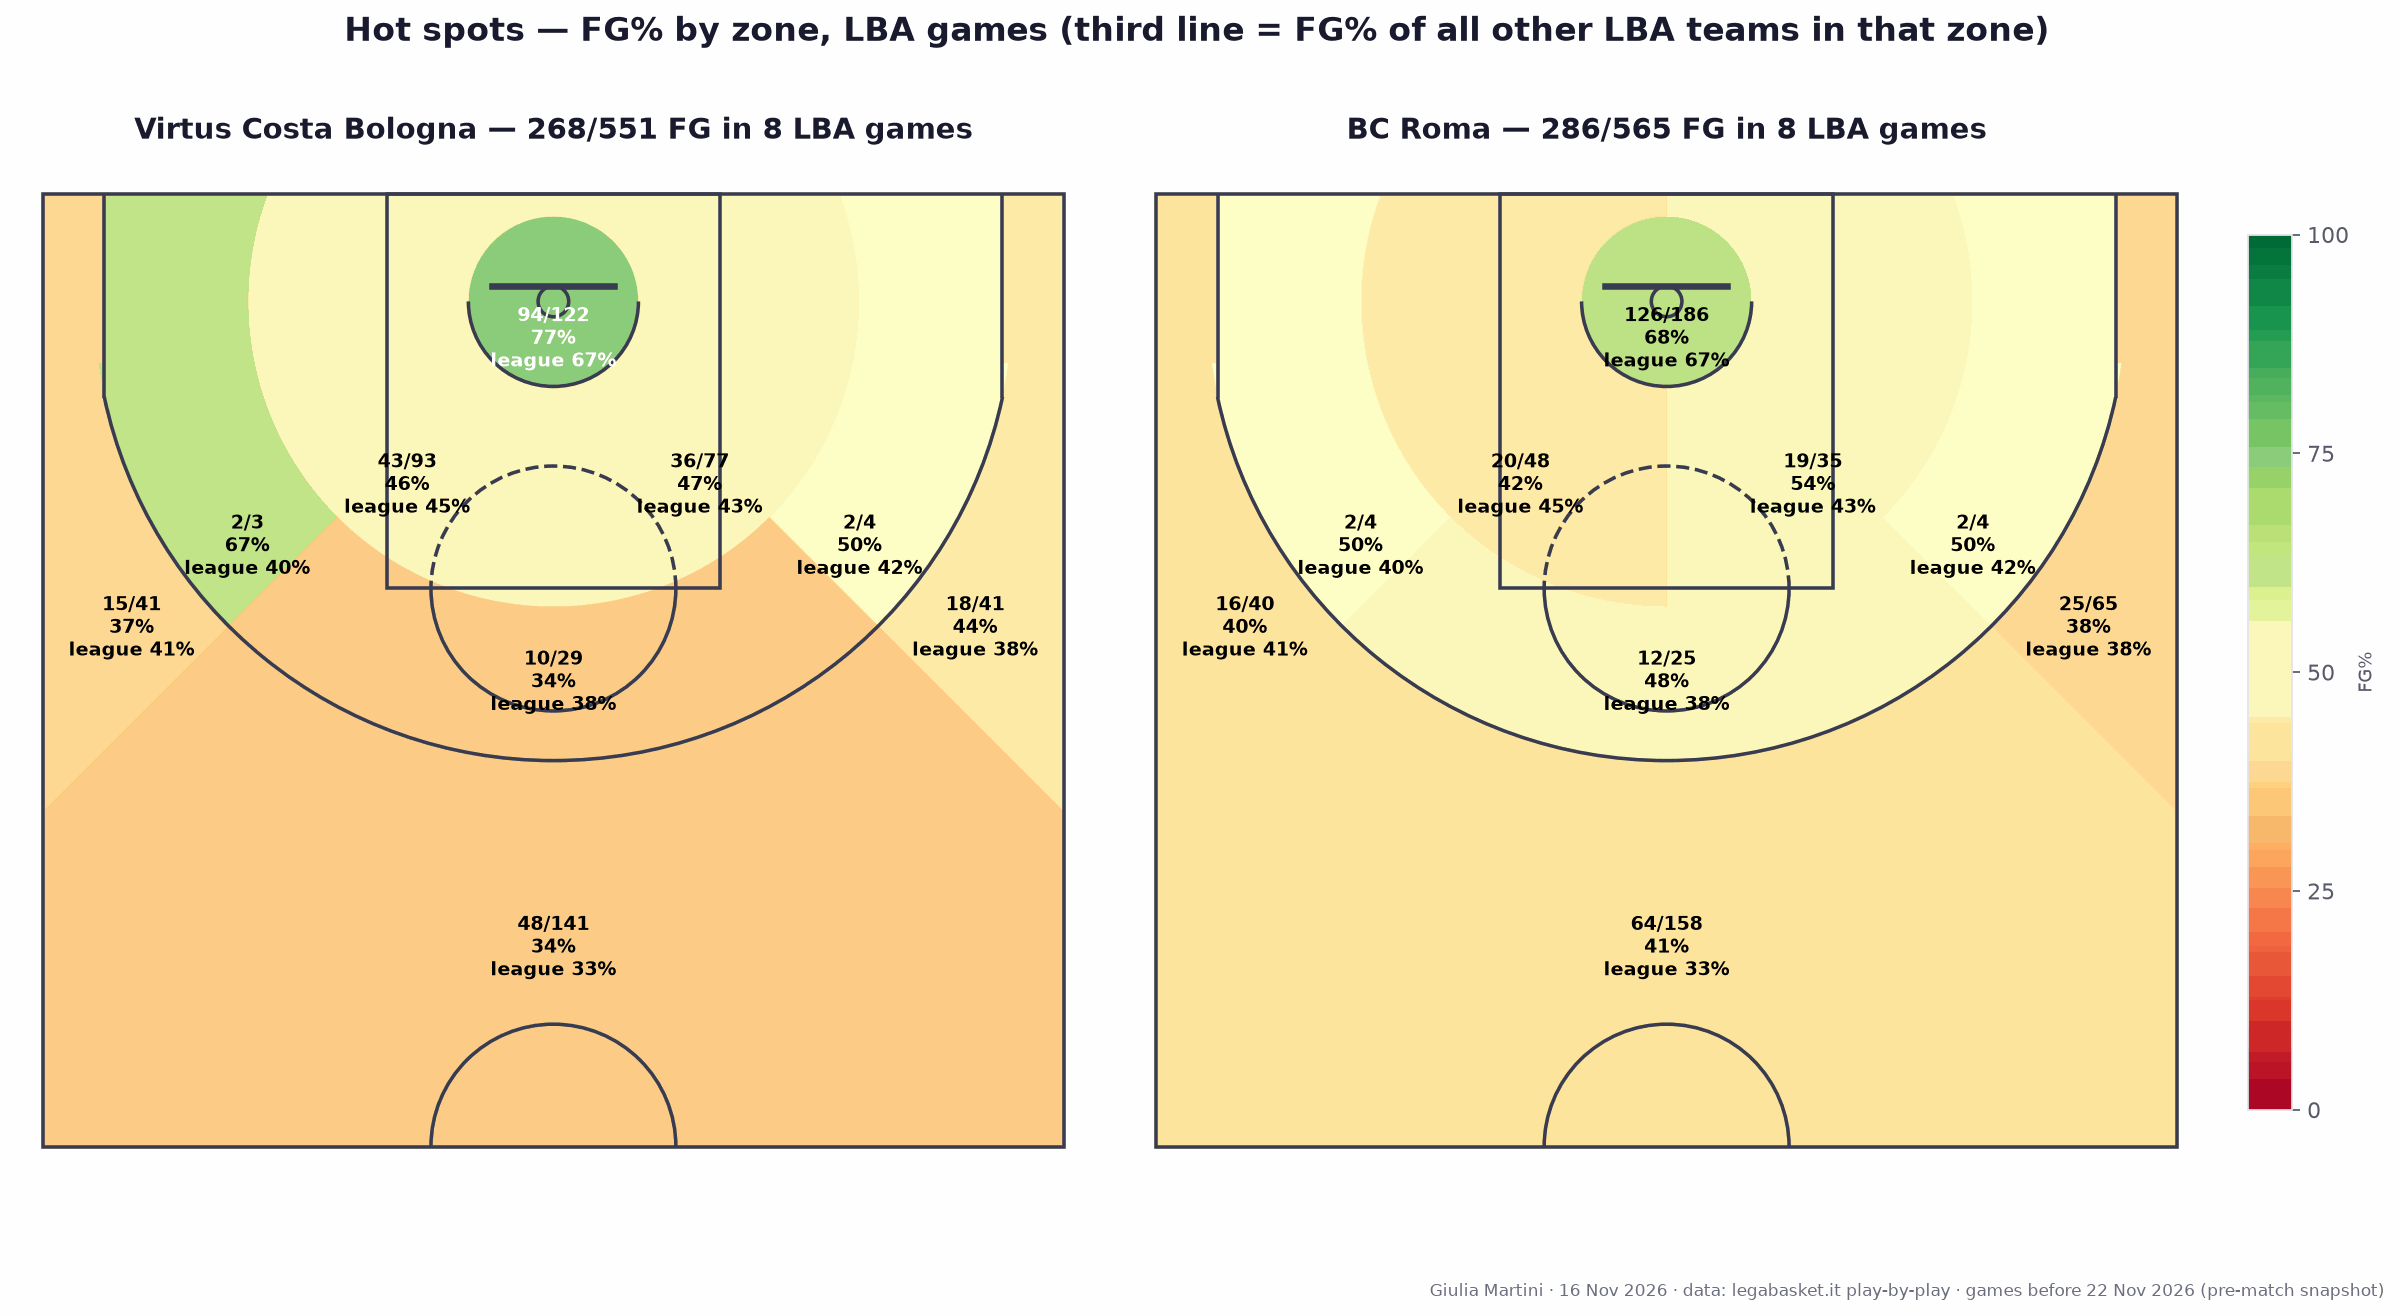 Hot spots — FG% by zone, LBA games (third line = FG% of all other LBA teams in that zone)
Virtus Costa Bologna — 268/551 FG in 8 LBA games
94/122
77%
league 67%
43/93
46%
league 45%
36/77
47%
league 43%
2/3
67%
league 40%
2/4
50%
league 42%
15/41
37%
league 41%
18/41
44%
league 38%
10/29
34%
league 38%
48/141
34%
league 33%
BC Roma — 286/565 FG in 8 LBA games
126/186
68%
league 67%
20/48
42%
league 45%
19/35
54%
league 43%
2/4
50%
league 40%
2/4
50%
league 42%
16/40
40%
league 41%
25/65
38%
league 38%
12/25
48%
league 38%
64/158
41%
league 33%
100
75
50
25
0
FG%
Giulia Martini · 16 Nov 2026 · data: legabasket.it play-by-play · games before 22 Nov 2026 (pre-match snapshot)